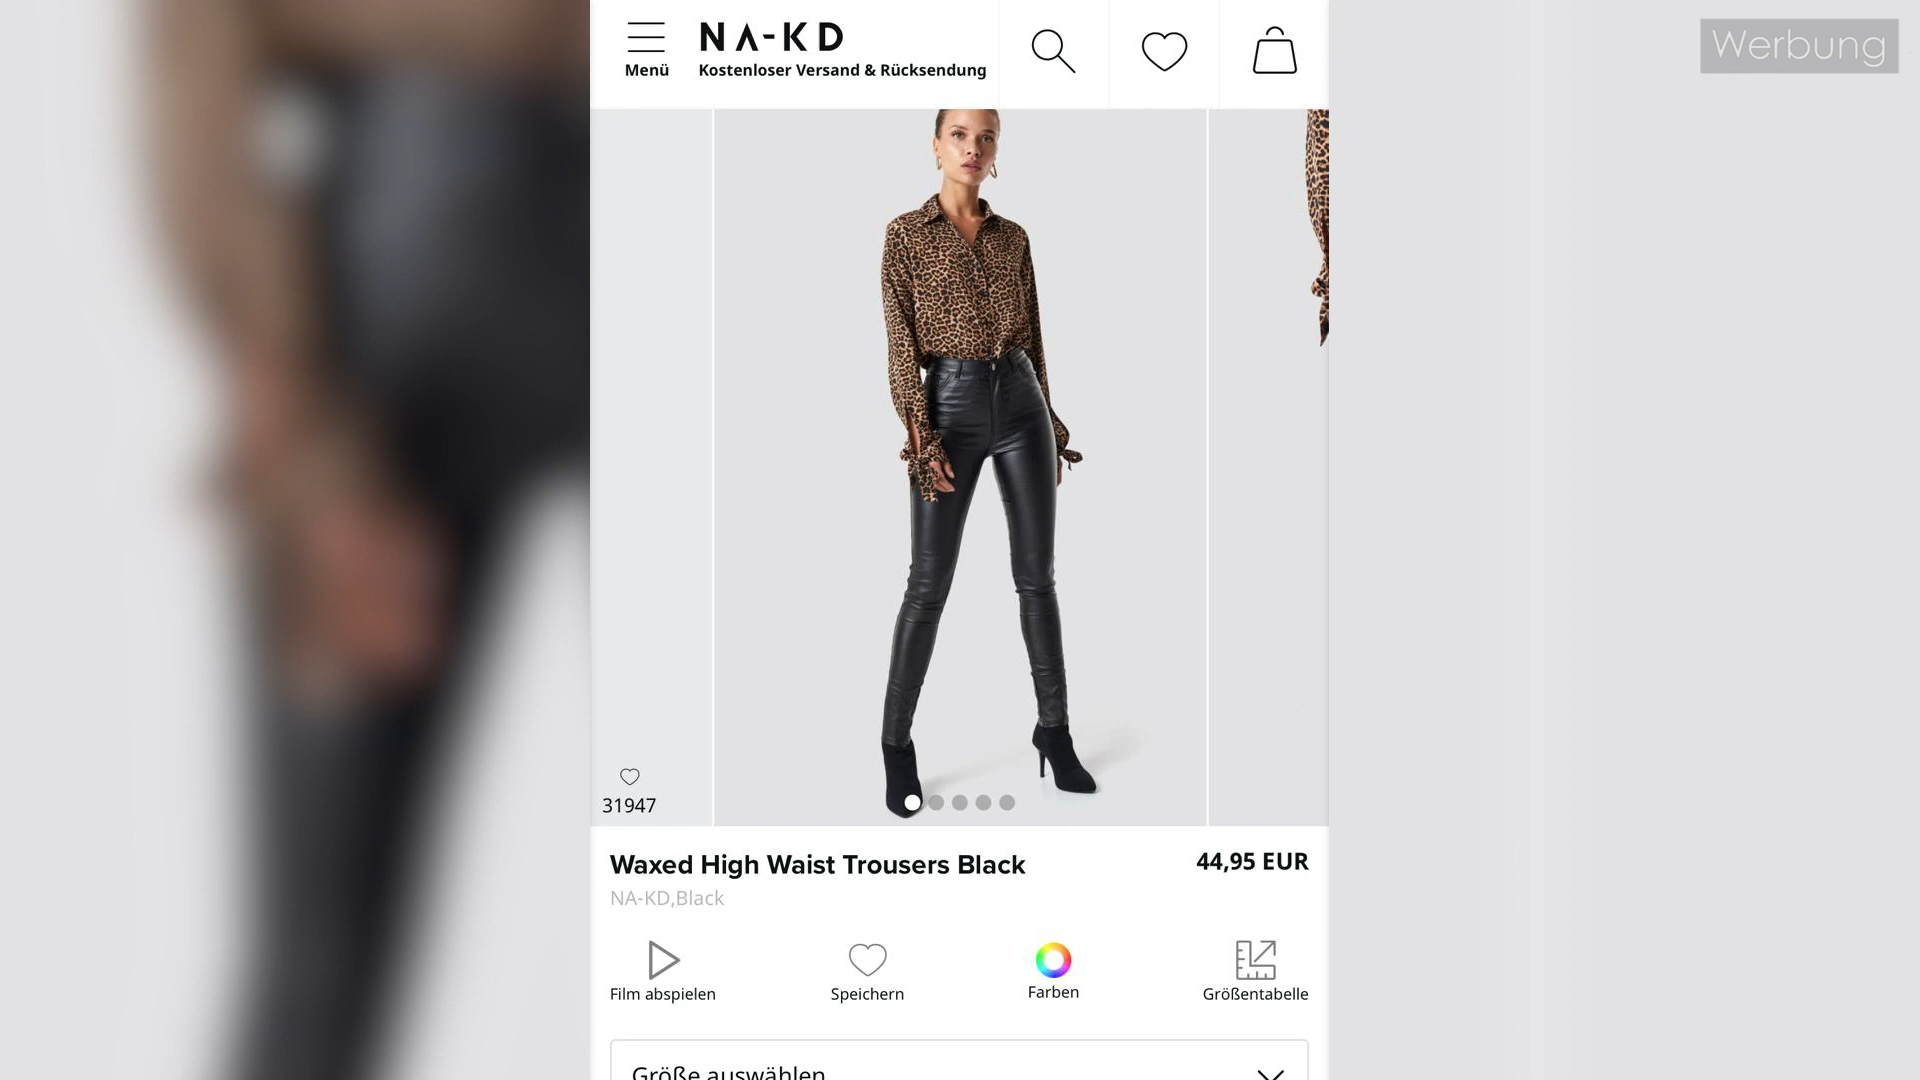 Menü
NA-KD
Kostenloser Versand & Rücksendung
Werbung
31947
Waxed High Waist Trousers Black
44,95 EUR
NA-KD,Black
Film abspielen
Speichern
Farben
Größentabelle
Größe auswählen